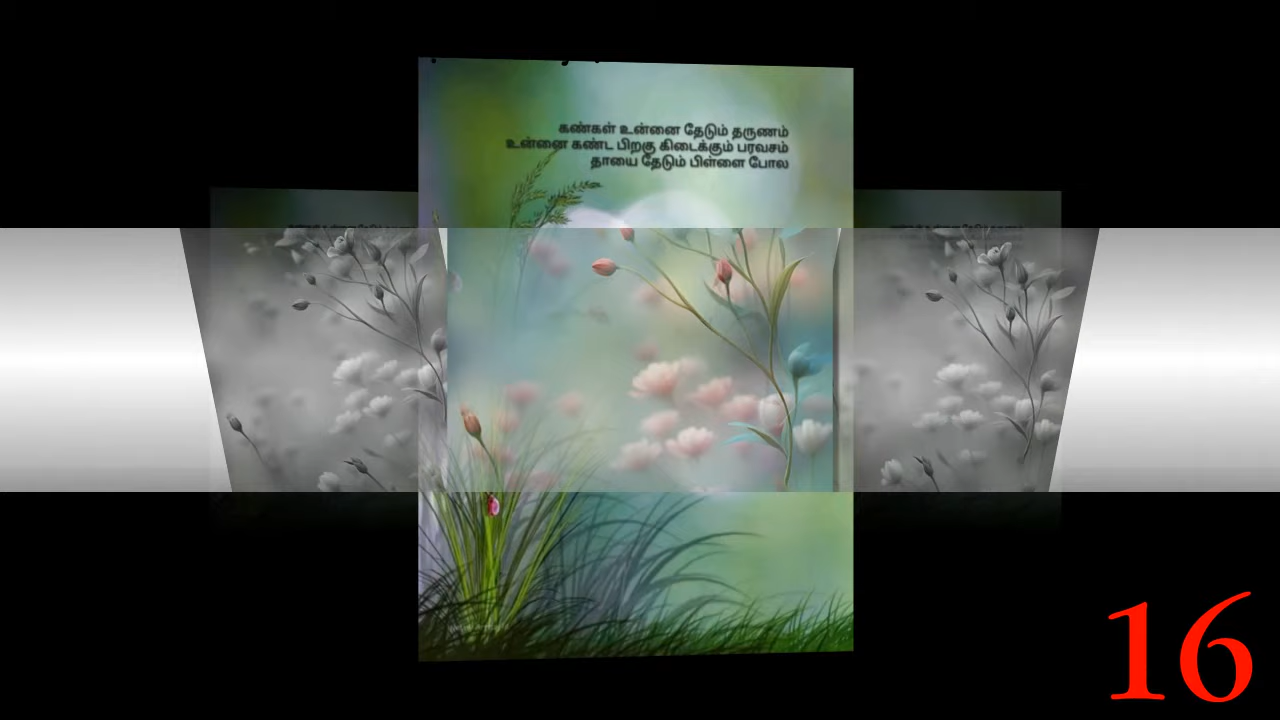 கண்கள் உன்னை தேடும் தருணம்
உன்னை கண்ட பிறகு கிடைக்கும் பரவசம்
தாயை தேடும் பிள்ளை போல
16